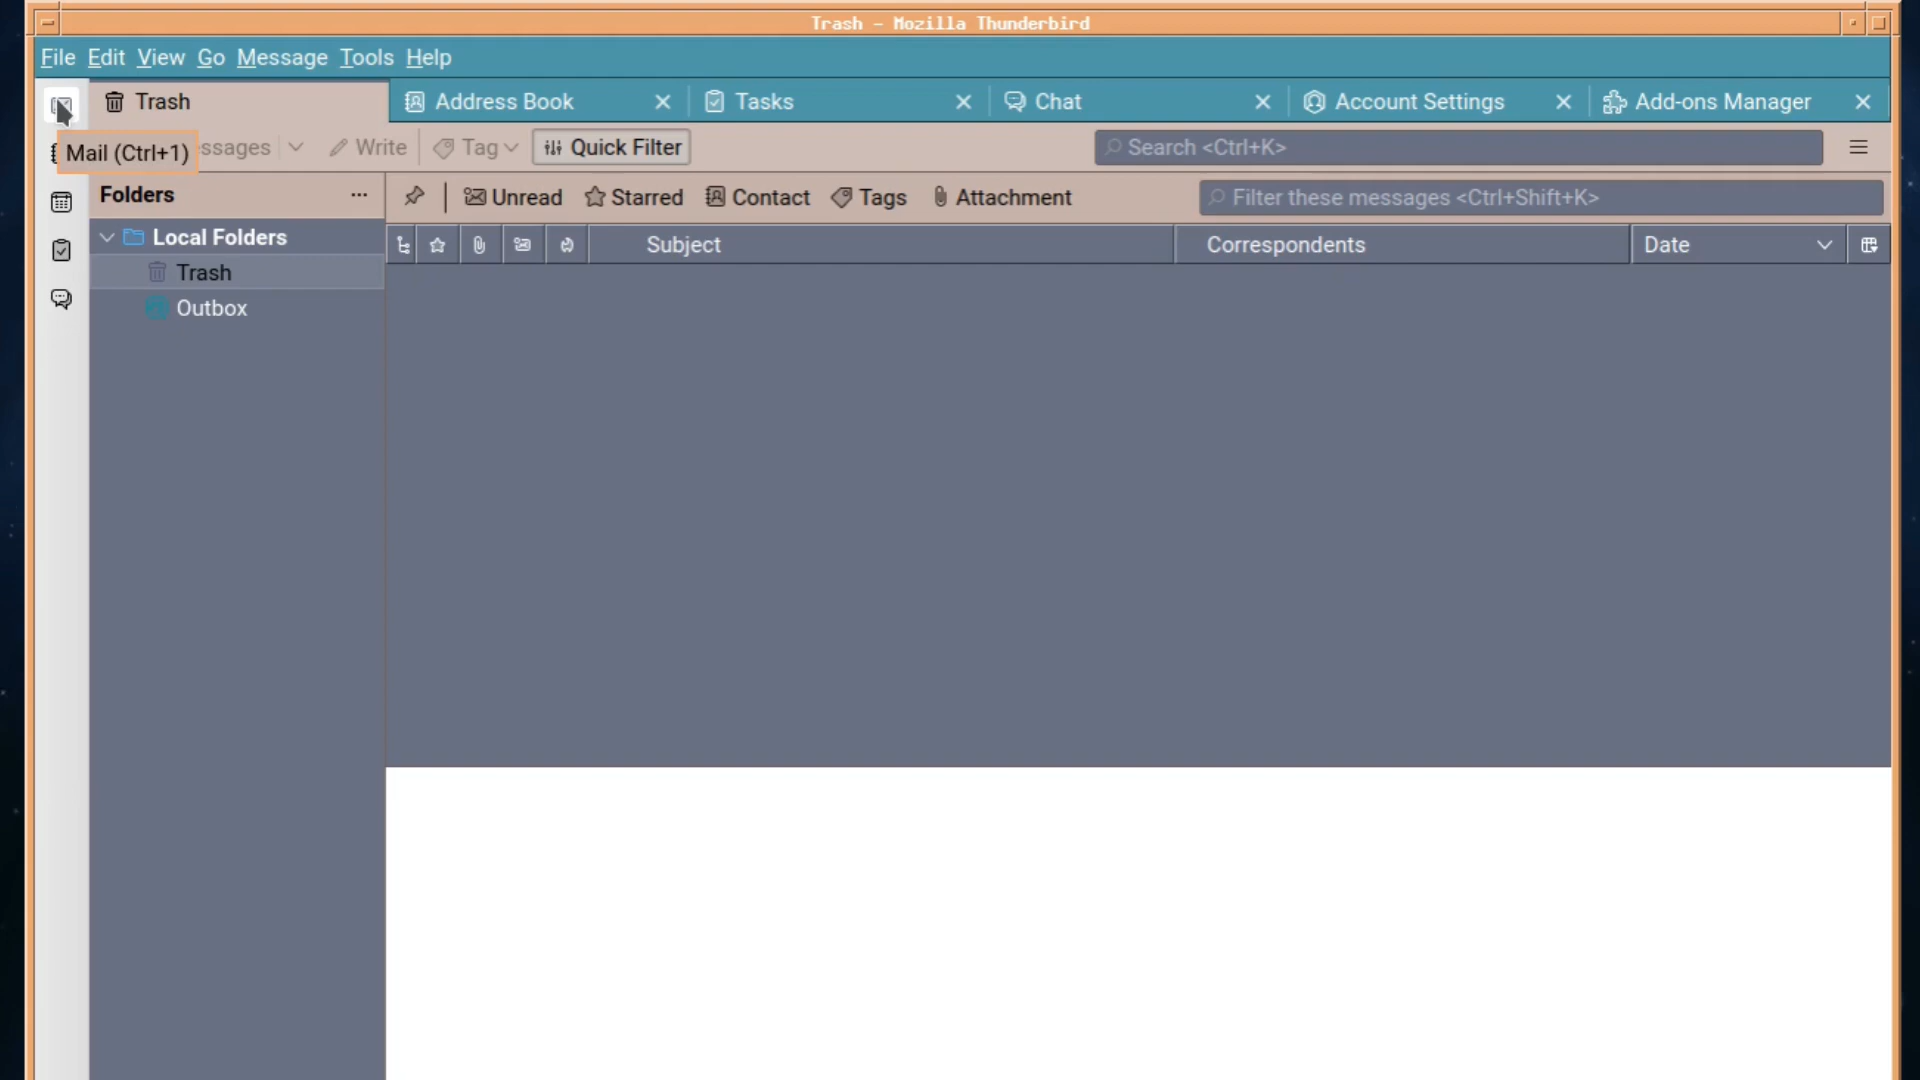 Trash - Mozilla Thunderbird
File Edit View Go Message Tools Help
Trash Address Book Tasks Chat Account Settings Add-ons Manager
Write Tag Quick Filter Search <Ctrl+K>
Mail (Ctrl+1)
Folders Unread Starred Contact Tags Attachment Filter these messages <Ctrl+Shift+K>
Local Folders Subject Correspondents Date
Trash
Outbox